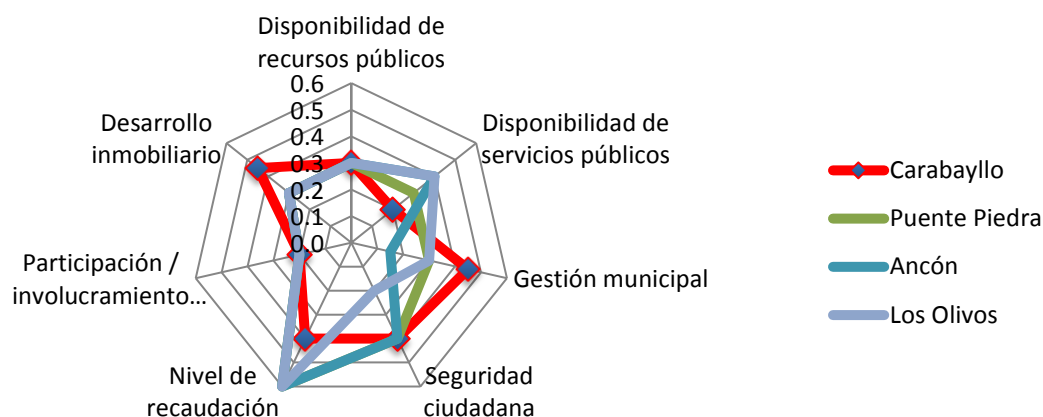 Disponibilidad de
recursos públicos
0.6
0.5
0.4
0.3
0.2
0.1
0.0
Disponibilidad de
servicios públicos
Gestión municipal
Seguridad
ciudadana
Nivel de
recaudación
Participación /
involucramiento...
Desarrollo
inmobiliario
Carabayllo
Puente Piedra
Ancón
Los Olivos